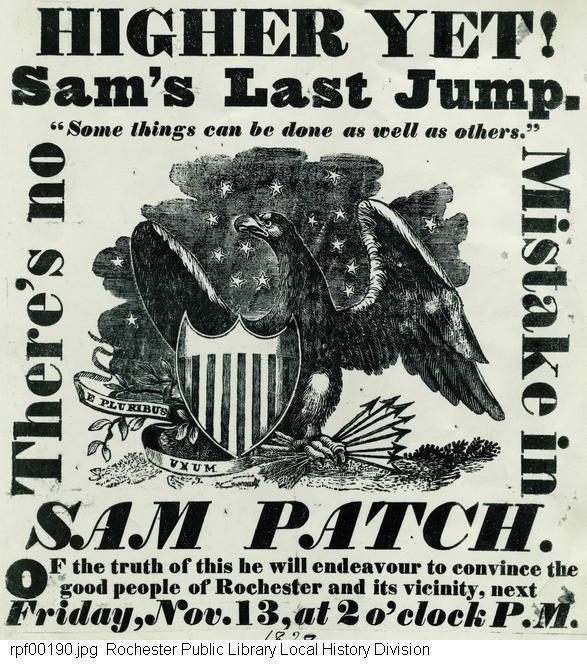 HIGHER YET!
Sam's Last Jump.
"Some things can be done as well as others."
There's no
Mistake in
E PLURIBUS
UNUM
SAM PATCH.
OF the truth of this he will endeavour to convince the
good people of Rochester and its vicinity, next
Friday, Nov. 13, at 2 o'clock P.M.
rpf00190.jpg Rochester Public Library Local History Division